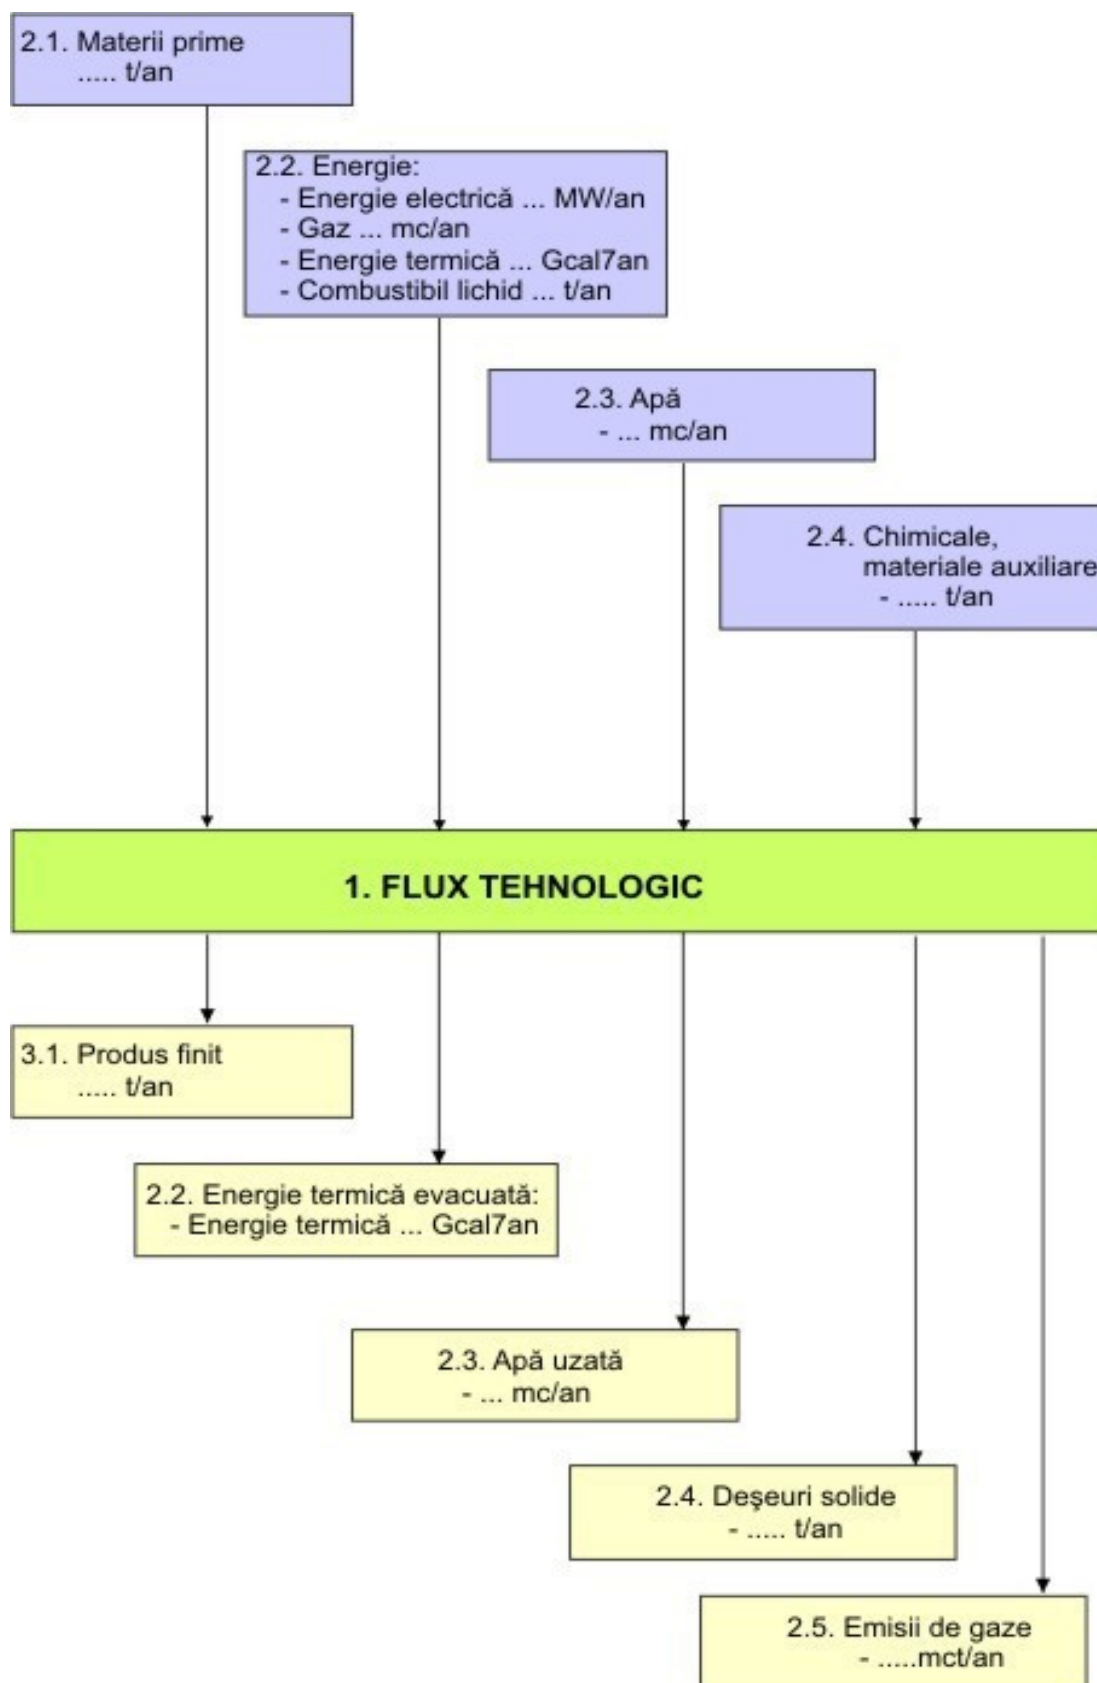 2.1. Materii prime
..... t/an
2.2. Energie:
- Energie electrică ... MW/an
- Gaz ... mc/an
- Energie termică ... Gcal7an
- Combustibil lichid ... t/an
2.3. Apă
- ... mc/an
2.4. Chimicale,
materiale auxiliare
- ..... t/an
1. FLUX TEHNOLOGIC
3.1. Produs finit
..... t/an
2.2. Energie termică evacuată:
- Energie termică ... Gcal7an
2.3. Apă uzată
- ... mc/an
2.4. Deşeuri solide
- ..... t/an
2.5. Emisii de gaze
- .....mct/an